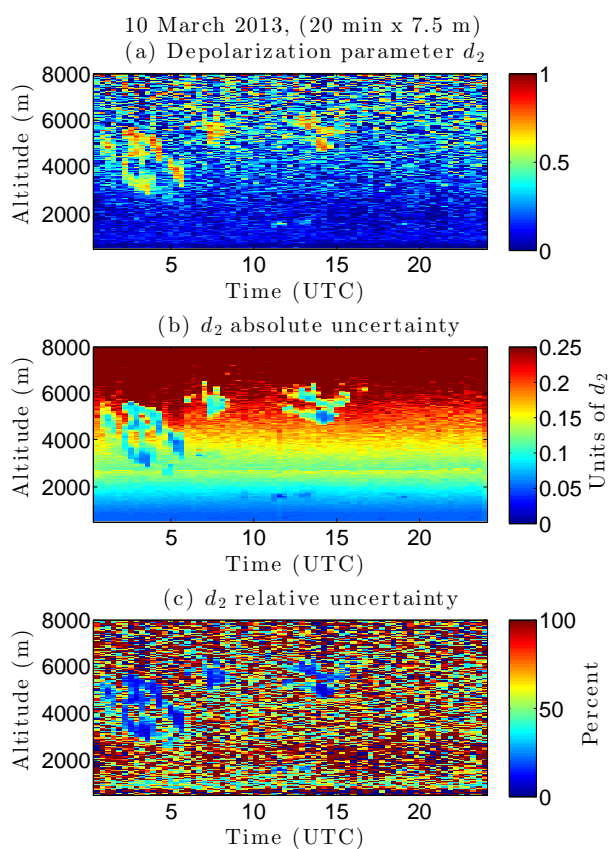 10 March 2013, (20 min x 7.5 m)
(a) Depolarization parameter d₂
8000
6000
4000
2000
Altitude (m)
5 10 15 20
Time (UTC)
1
0.5
0
(b) d₂ absolute uncertainty
8000
6000
4000
2000
Altitude (m)
5 10 15 20
Time (UTC)
0.25
0.2
0.15
0.1
0.05
0
Units of d₂
(c) d₂ relative uncertainty
8000
6000
4000
2000
Altitude (m)
5 10 15 20
Time (UTC)
100
50
0
Percent